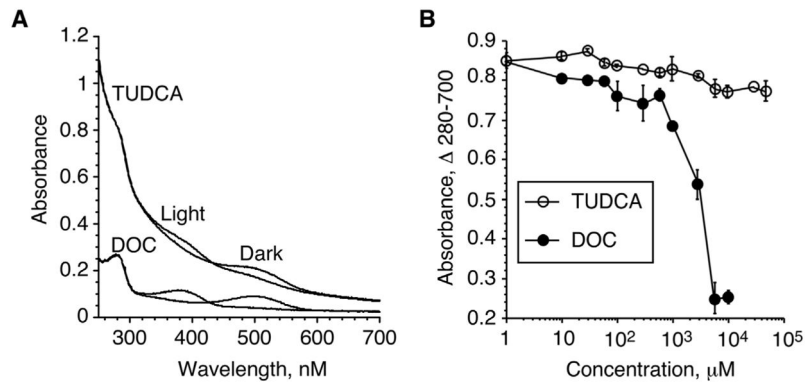 A
1.2
1
0.8
0.6
0.4
0.2
0
Absorbance
TUDCA
DOC
Light
Dark
300
400
500
600
700
Wavelength, nM
B
0.9
0.8
0.7
0.6
0.5
0.4
0.3
0.2
Absorbance, Δ 280-700
TUDCA
DOC
1
10
10²
10³
10⁴
10⁵
Concentration, μM